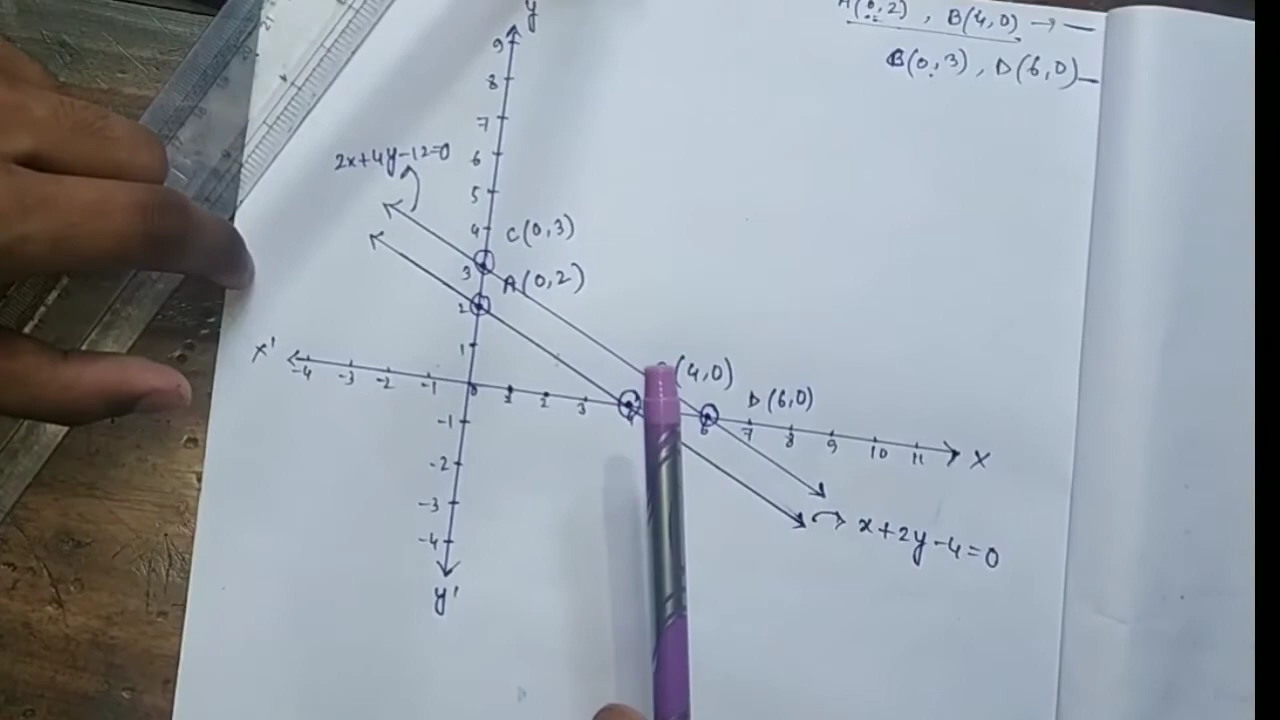 A(0,2), B(4,0) →
B(0,3), D(6,0)
y
9
8
7
6
5
4
3
2
1
2x+4y-12=0
C(0,3)
A(0,2)
(4,0)
D(6,0)
x'
-4 -3 -2 -1 0 1 2 3 4 6 7 8 9 10 11 X
-1
-2
-3
-4
y'
x+2y-4=0